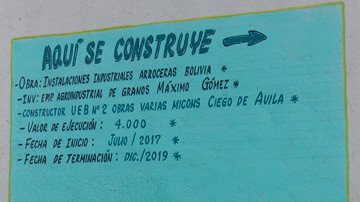 AQUÍ SE CONSTRUYE
-OBRA: INSTALACIONES INDUSTRIALES ARROCERAS BOLIVIA *
-INV: EMP. AGROINDUSTRIAL DE GRANOS MÁXIMO GÓMEZ *
-CONSTRUCTOR UEB Nº2 OBRAS VARIAS MICONS CIEGO DE AVILA *
- VALOR DE EJECUCIÓN: 4.000 *
- FECHA DE INICIO: JULIO / 2017 *
- FECHA DE TERMINACIÓN: DIC./2019 *